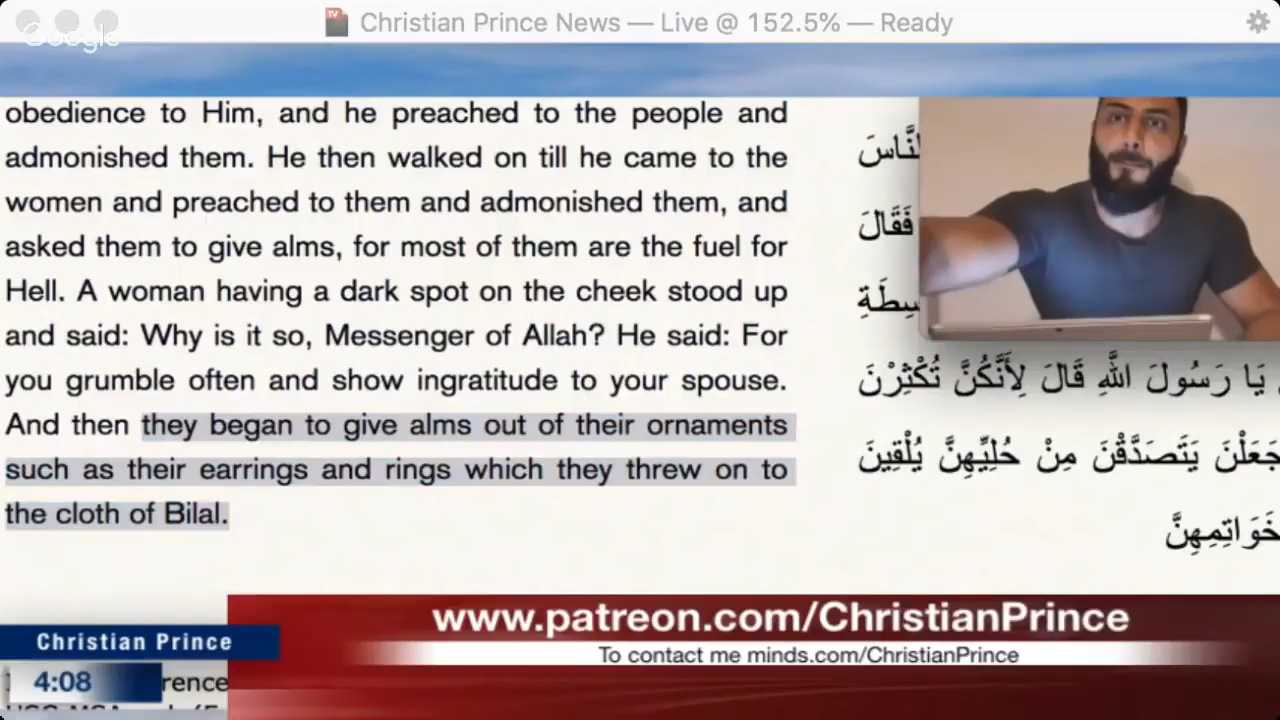 Christian Prince News — Live @ 152.5% — Ready
Google
obedience to Him, and he preached to the people and
admonished them. He then walked on till he came to the
women and preached to them and admonished them, and
asked them to give alms, for most of them are the fuel for
Hell. A woman having a dark spot on the cheek stood up
and said: Why is it so, Messenger of Allah? He said: For
you grumble often and show ingratitude to your spouse.
And then they began to give alms out of their ornaments
such as their earrings and rings which they threw on to
the cloth of Bilal.
فَقَالَ
يَا رَسُولَ اللَّهِ قَالَ لِأَنَّكُنَّ تُكْثِرْنَ
يَتَصَدَّقْنَ مِنْ حُلِيِّهِنَّ يُلْقِينَ
www.patreon.com/ChristianPrince
To contact me minds.com/ChristianPrince
Christian Prince
4:08